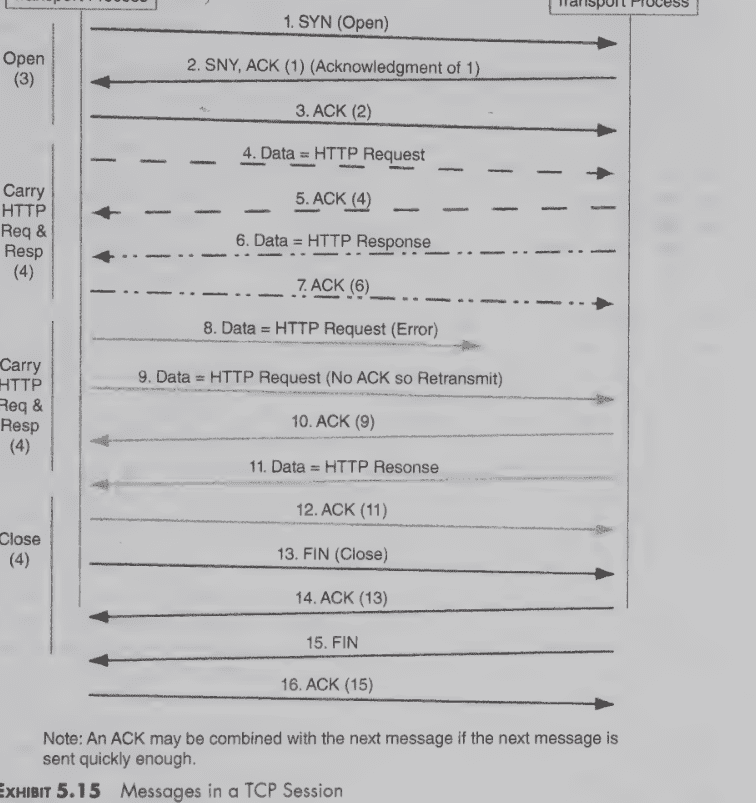 Transport Process
Transport Process
1. SYN (Open)
Open
(3)
2. SNY, ACK (1) (Acknowledgment of 1)
3. ACK (2)
4. Data = HTTP Request
Carry
HTTP
Req &
Resp
(4)
5. ACK (4)
6. Data = HTTP Response
7. ACK (6)
8. Data = HTTP Request (Error)
Carry
HTTP
Req &
Resp
(4)
9. Data = HTTP Request (No ACK so Retransmit)
10. ACK (9)
11. Data = HTTP Resonse
12. ACK (11)
Close
(4)
13. FIN (Close)
14. ACK (13)
15. FIN
16. ACK (15)
Note: An ACK may be combined with the next message if the next message is
sent quickly enough.
EXHIBIT 5.15 Messages in a TCP Session